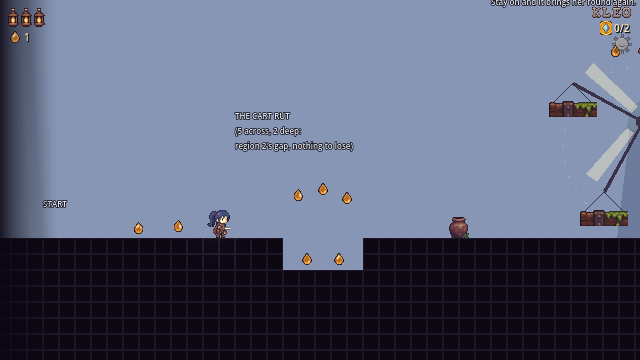 Stay on and it brings her round again.
KLEO
1
0/2
THE CART RUT
(5 across, 2 deep:
region 2's gap, nothing to lose)
START